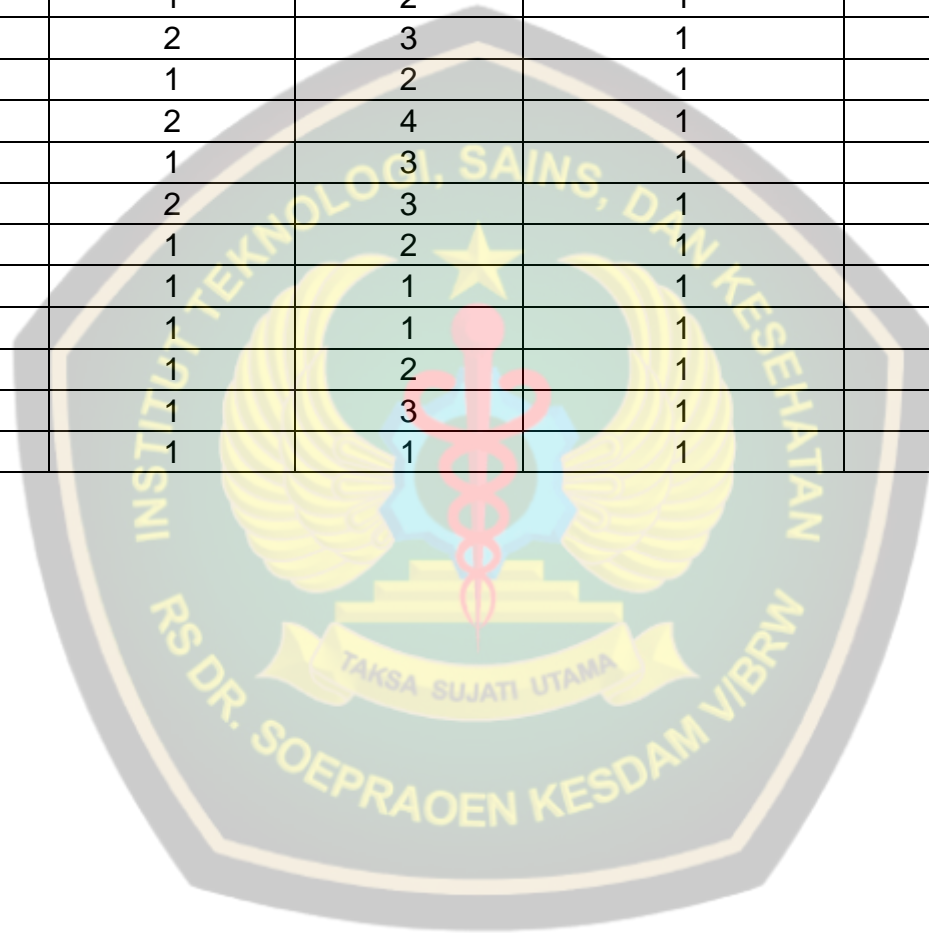 1 2 1
2 3 1
1 2 1
2 4 1
1 3 1
2 3 1
1 2 1
1 1 1
1 1 1
1 2 1
1 3 1
1 1 1
INSTITUT TEKNOLOGI, SAINS, DAN KESEHATAN
TAKSA SUJATI UTAMA
RS DR. SOEPRAOEN KESDAM V/BRW